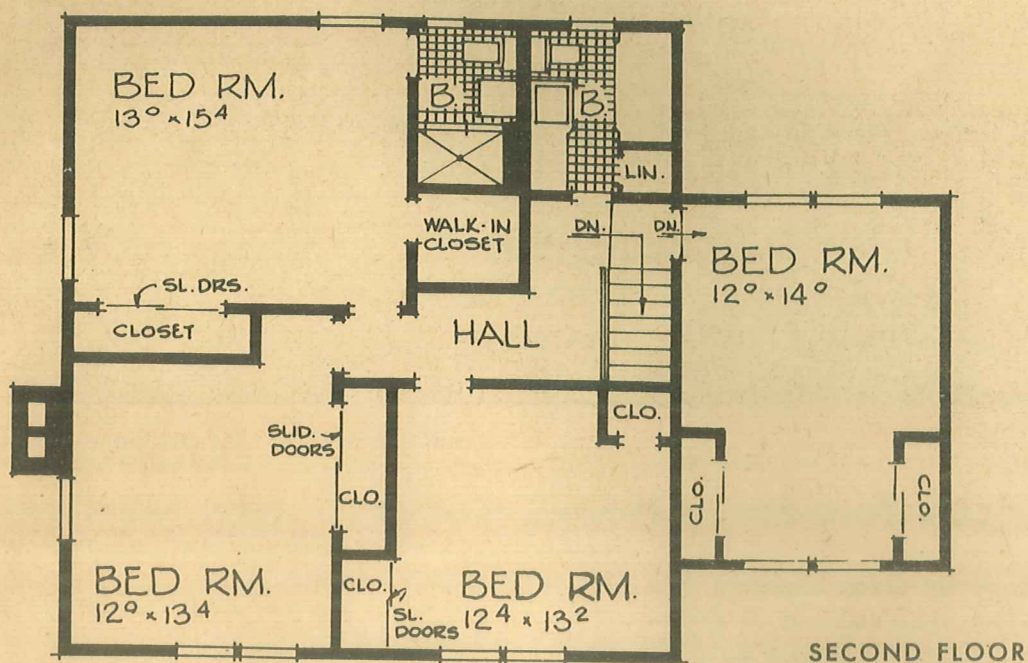 BED RM.
13⁰ x 15⁴
B.
B.
LIN.
WALK-IN
CLOSET
DN.
DN.
BED RM.
12⁰ x 14⁰
SL. DRS.
CLOSET
HALL
CLO.
SLID.
DOORS
CLO.
CLO.
CLO.
BED RM.
12⁰ x 13⁴
CLO.
SL.
DOORS
BED RM.
12⁴ x 13²
SECOND FLOOR